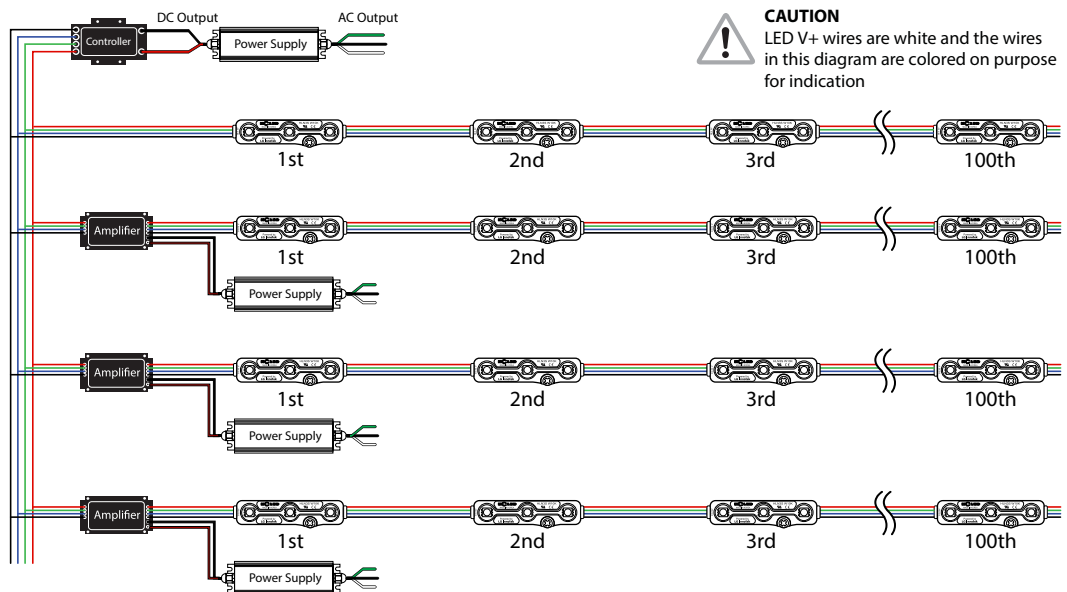 DC Output
AC Output
Controller
Power Supply
CAUTION
LED V+ wires are white and the wires
in this diagram are colored on purpose
for indication
1st
2nd
3rd
100th
Amplifier
1st
2nd
3rd
100th
Power Supply
Amplifier
1st
2nd
3rd
100th
Power Supply
Amplifier
1st
2nd
3rd
100th
Power Supply